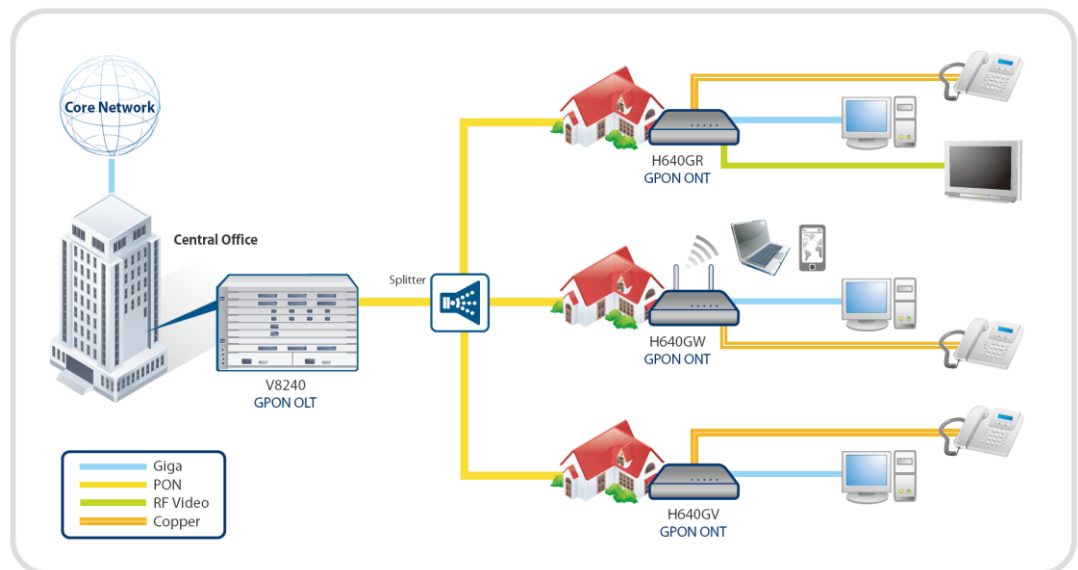 Core Network
Central Office
V8240
GPON OLT
Splitter
H640GR
GPON ONT
H640GW
GPON ONT
H640GV
GPON ONT
Giga
PON
RF Video
Copper